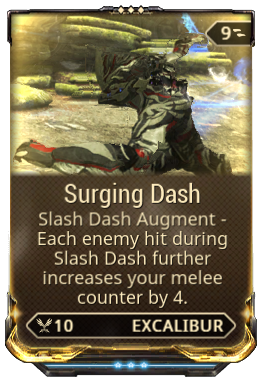 9
Surging Dash
Slash Dash Augment -
Each enemy hit during
Slash Dash further
increases your melee
counter by 4.
10 EXCALIBUR